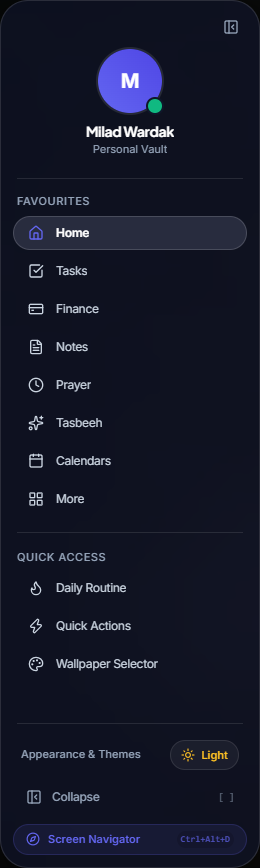 M
Milad Wardak
Personal Vault
FAVOURITES
Home
Tasks
Finance
Notes
Prayer
Tasbeeh
Calendars
More
QUICK ACCESS
Daily Routine
Quick Actions
Wallpaper Selector
Appearance & Themes Light
Collapse [ ]
Screen Navigator Ctrl+Alt+D